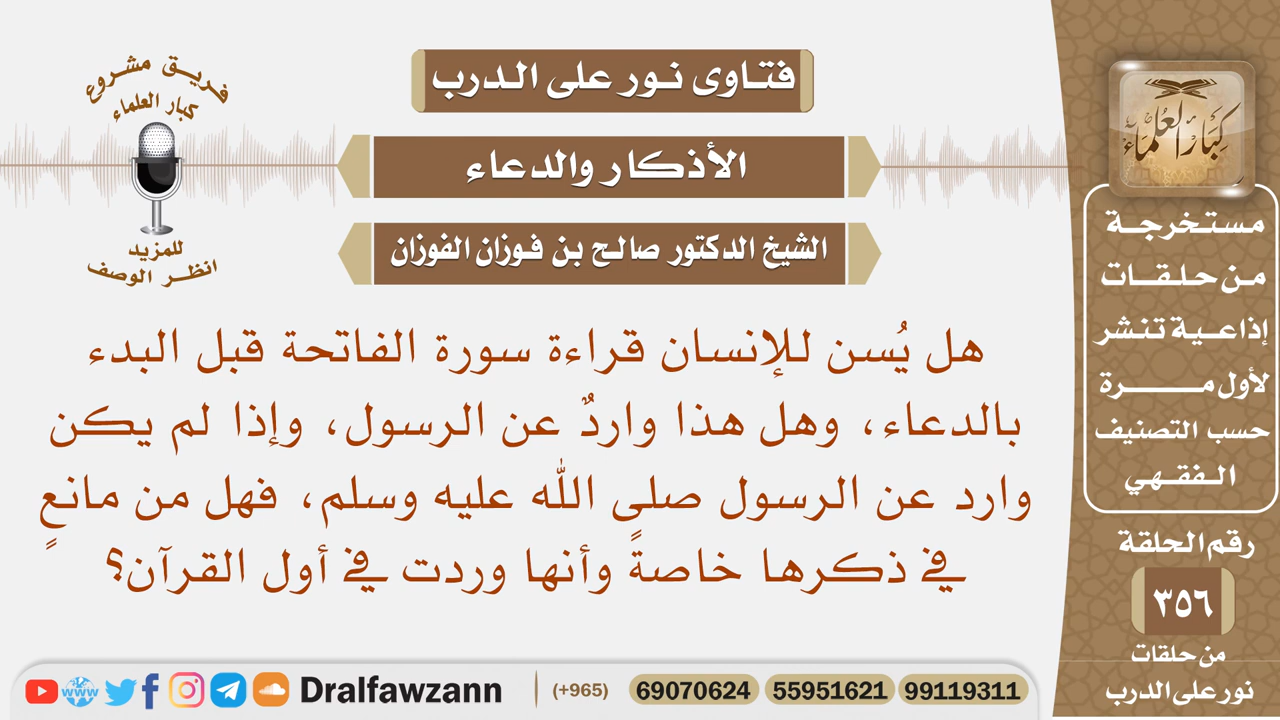 فتاوى نور على الدرب
الأذكار والدعاء
الشيخ الدكتور صالح بن فوزان الفوزان
فريق مشروع
كبار العلماء
للمزيد
انظر الوصف
هل يُسن للإنسان قراءة سورة الفاتحة قبل البدء
بالدعاء، وهل هذا واردٌ عن الرسول، وإذا لم يكن
وارد عن الرسول صلى الله عليه وسلم، فهل من مانعٍ
في ذكرها خاصةً وأنها وردت في أول القرآن؟
كبار العلماء
مستخرجة
من حلقات
إذاعية تنشر
لأول مرة
حسب التصنيف
الفقهي
رقم الحلقة
٣٥٦
من حلقات
نور على الدرب
www Dralfawzann (+965) 69070624 55951621 99119311